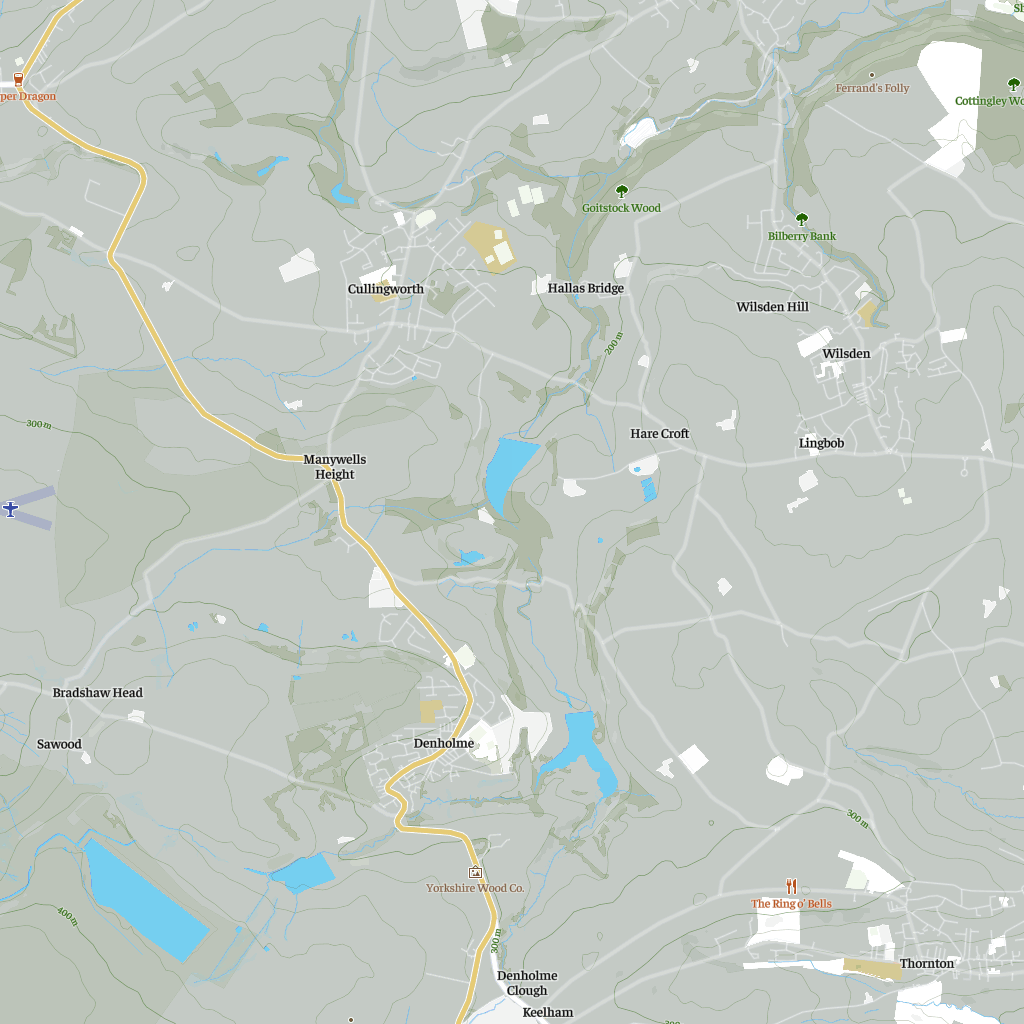 Sh
per Dragon
Ferrand's Folly
Cottingley Wo
Goitstock Wood
Bilberry Bank
Cullingworth
Hallas Bridge
Wilsden Hill
200 m
Wilsden
300 m
Hare Croft
Lingbob
Manywells
Height
Bradshaw Head
Sawood
Denholme
300 m
Yorkshire Wood Co.
The Ring o' Bells
400 m
300 m
Thornton
Denholme
Clough
Keelham
300 m